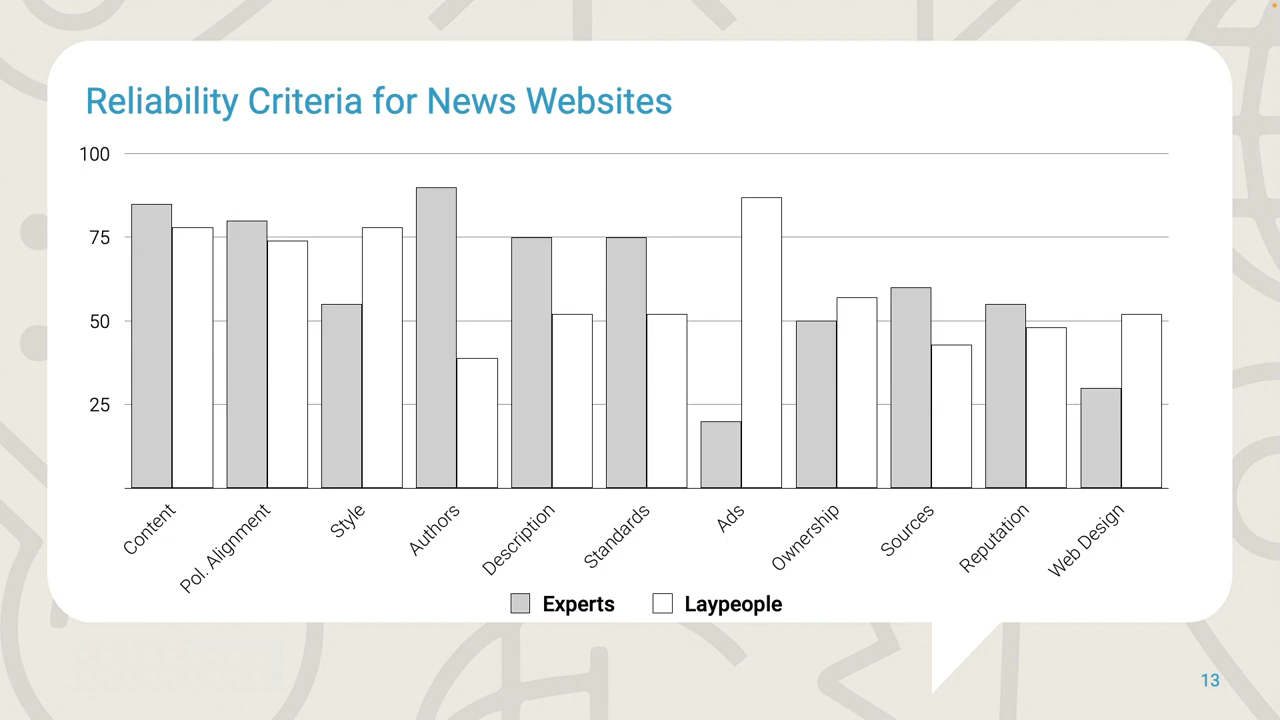 Reliability Criteria for News Websites
100
75
50
25
Content
Pol. Alignment
Style
Authors
Description
Standards
Ads
Ownership
Sources
Reputation
Web Design
Experts
Laypeople
13